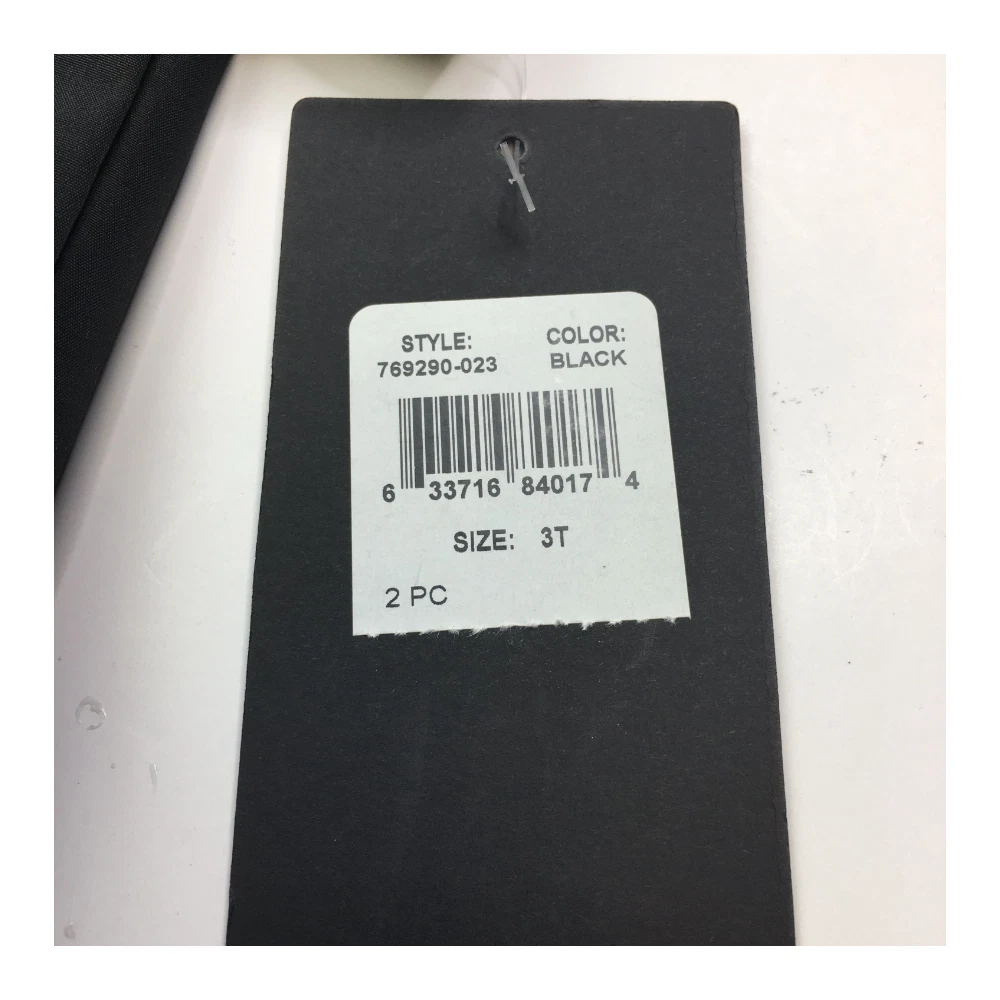 STYLE: COLOR:
769290-023 BLACK
6 33716 84017 4
SIZE: 3T
2 PC